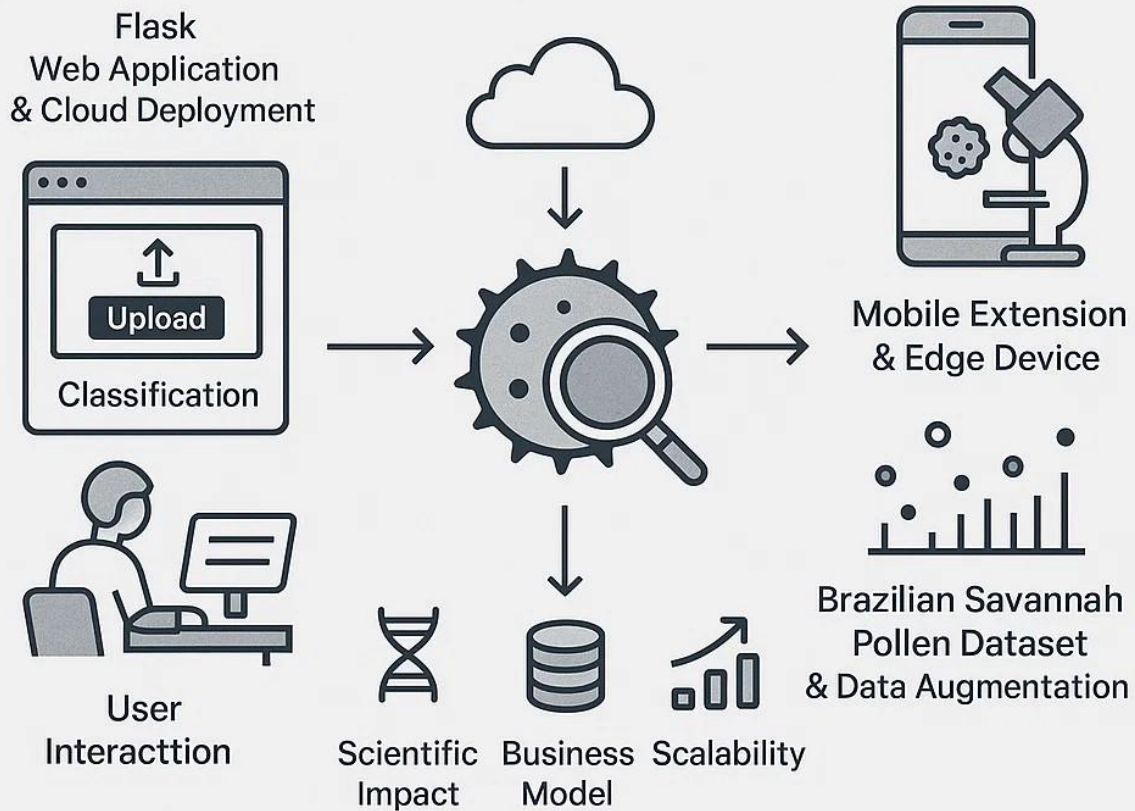 Flask
Web Application
& Cloud Deployment
Upload
Classification
User
Interacttion
Scientific
Impact
Business
Model
Scalability
Mobile Extension
& Edge Device
Brazilian Savannah
Pollen Dataset
& Data Augmentation